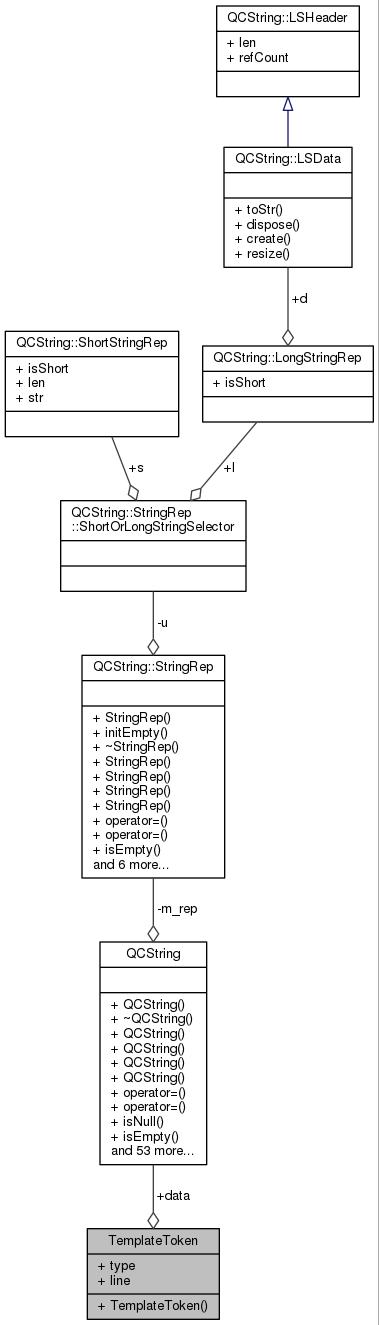 QCString::LSHeader
+ len
+ refCount
QCString::LSData
+ toStr()
+ dispose()
+ create()
+ resize()
+d
QCString::ShortStringRep
+ isShort
+ len
+ str
QCString::LongStringRep
+ isShort
+s
+l
QCString::StringRep
::ShortOrLongStringSelector
-u
QCString::StringRep
+ StringRep()
+ initEmpty()
+ ~StringRep()
+ StringRep()
+ StringRep()
+ StringRep()
+ StringRep()
+ operator=()
+ operator=()
+ isEmpty()
and 6 more...
-m_rep
QCString
+ QCString()
+ ~QCString()
+ QCString()
+ QCString()
+ QCString()
+ QCString()
+ operator=()
+ operator=()
+ isNull()
+ isEmpty()
and 53 more...
+data
TemplateToken
+ type
+ line
+ TemplateToken()